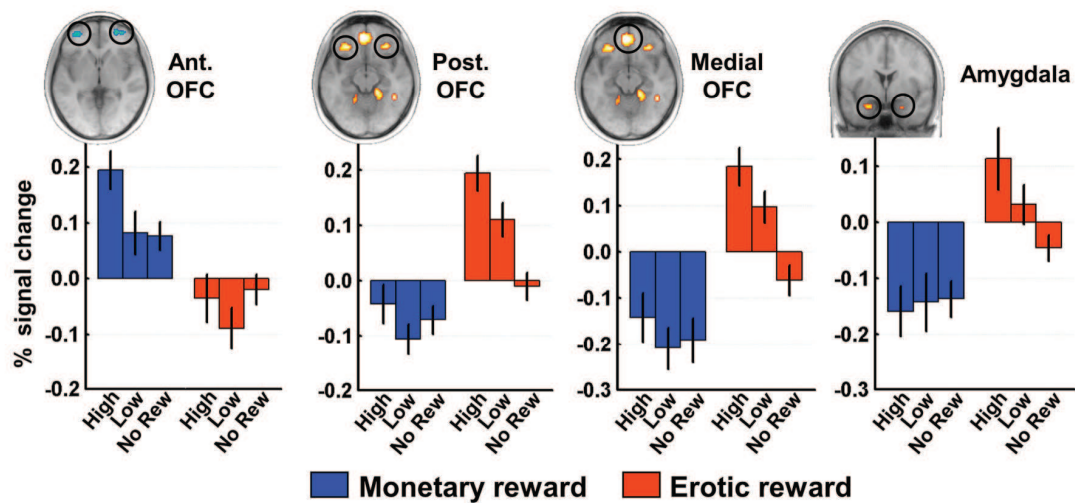 Ant.
OFC
Post.
OFC
Medial
OFC
Amygdala
% signal change
0.2
0.1
0.0
-0.1
-0.2
High
Low
No Rew
High
Low
No Rew
0.2
0.1
0.0
-0.1
-0.2
High
Low
No Rew
High
Low
No Rew
0.2
0.1
0.0
-0.1
-0.2
-0.3
High
Low
No Rew
High
Low
No Rew
0.1
0.0
-0.1
-0.2
-0.3
High
Low
No Rew
High
Low
No Rew
Monetary reward
Erotic reward